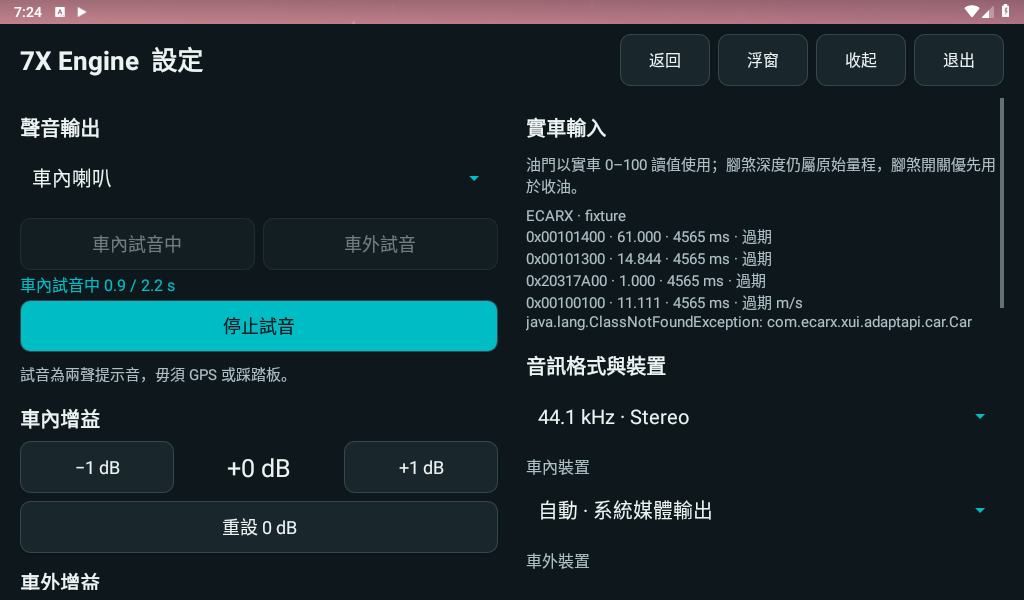 7:24
7X Engine 設定
返回
浮窗
收起
退出
聲音輸出
車內喇叭
車內試音中
車外試音
車內試音中 0.9 / 2.2 s
停止試音
試音為兩聲提示音，毋須 GPS 或踩踏板。
車內增益
−1 dB
+0 dB
+1 dB
重設 0 dB
車外增益
實車輸入
油門以實車 0–100 讀值使用；腳煞深度仍屬原始量程，腳煞開關優先用
於收油。
ECARX · fixture
0x00101400 · 61.000 · 4565 ms · 過期
0x00101300 · 14.844 · 4565 ms · 過期
0x20317A00 · 1.000 · 4565 ms · 過期
0x00100100 · 11.111 · 4565 ms · 過期 m/s
java.lang.ClassNotFoundException: com.ecarx.xui.adaptapi.car.Car
音訊格式與裝置
44.1 kHz · Stereo
車內裝置
自動 · 系統媒體輸出
車外裝置